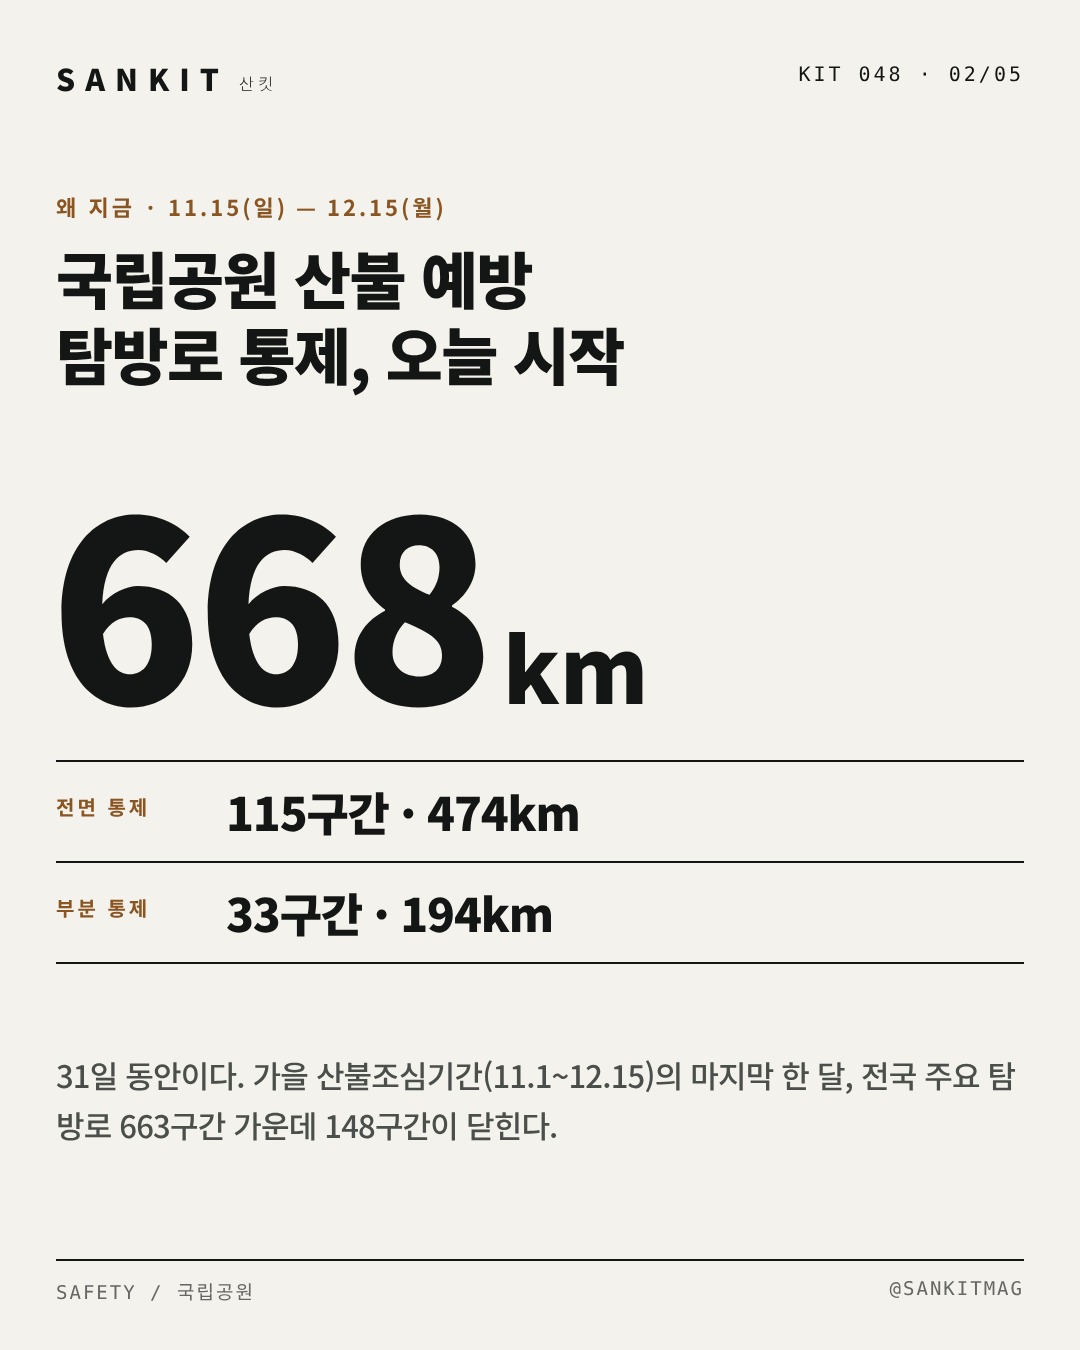 SANKIT 산킷
KIT 048 · 02/05
왜 지금 · 11.15(일) — 12.15(월)
국립공원 산불 예방
탐방로 통제, 오늘 시작
668 km
전면 통제 115구간 · 474km
부분 통제 33구간 · 194km
31일 동안이다. 가을 산불조심기간(11.1~12.15)의 마지막 한 달, 전국 주요 탐
방로 663구간 가운데 148구간이 닫힌다.
SAFETY / 국립공원
@SANKITMAG